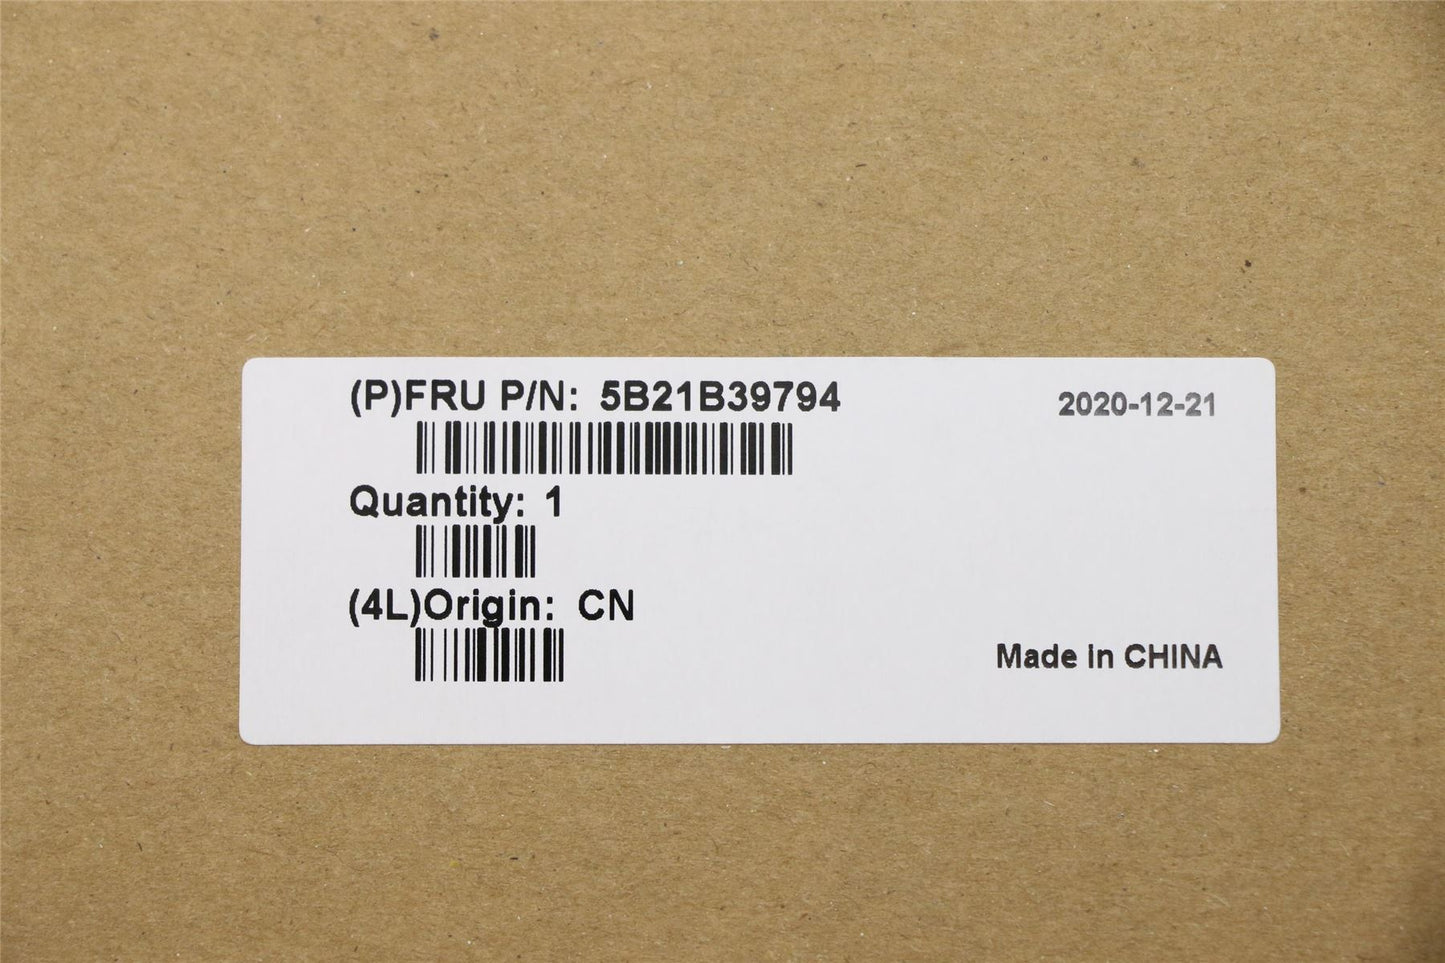 (P)FRU P/N: 5B21B39794
2020-12-21
Quantity: 1
(4L)Origin: CN
Made in CHINA